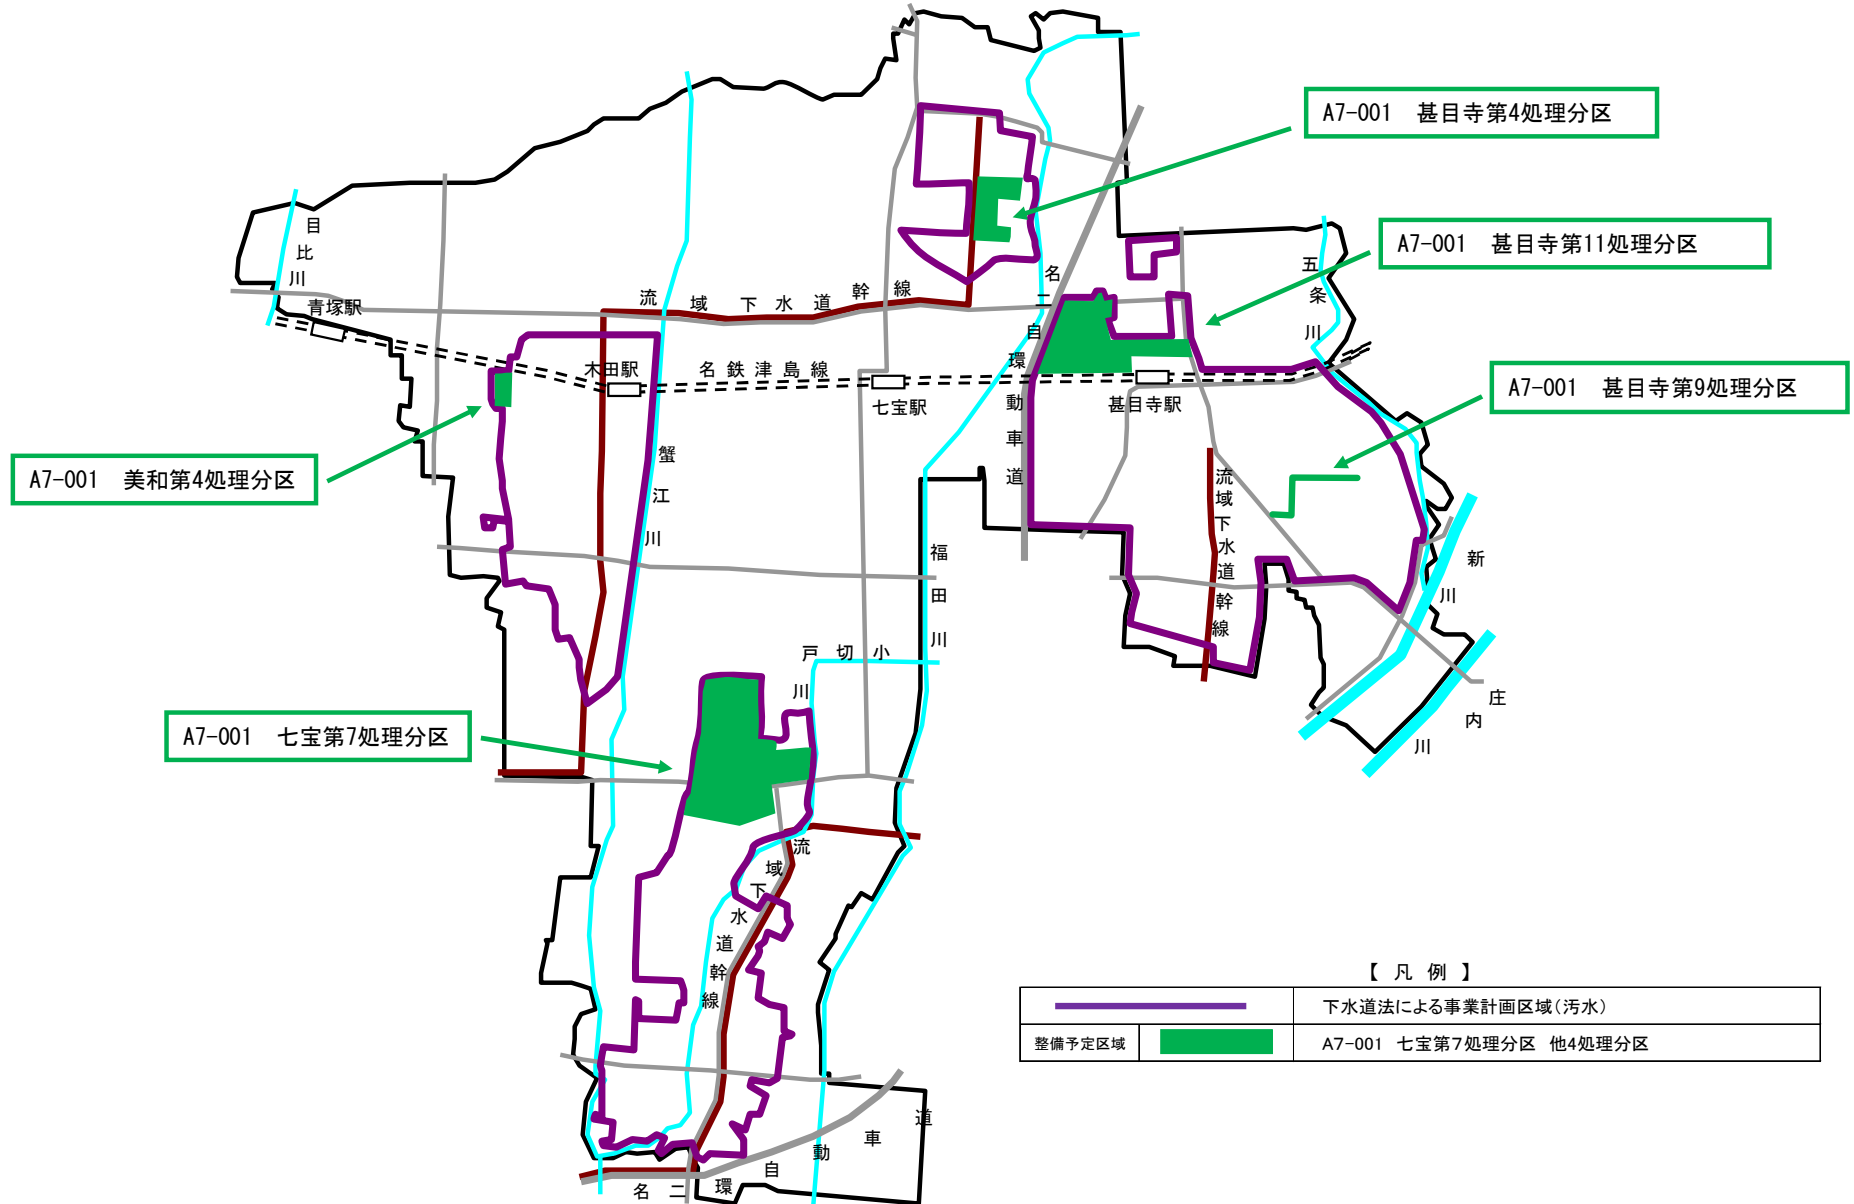 A7-001 甚目寺第4処理分区
A7-001 甚目寺第11処理分区
A7-001 甚目寺第9処理分区
A7-001 美和第4処理分区
A7-001 七宝第7処理分区
目比川
青塚駅
流域下水道幹線
木田駅
名鉄津島線
七宝駅
甚目寺駅
名二環自動車道
五条川
蟹江川
福田川
流域下水道幹線
新川
庄内川
戸切小川
流域下水道幹線
名二環自動車道
【 凡 例 】
下水道法による事業計画区域(汚水)
整備予定区域
A7-001 七宝第7処理分区 他4処理分区